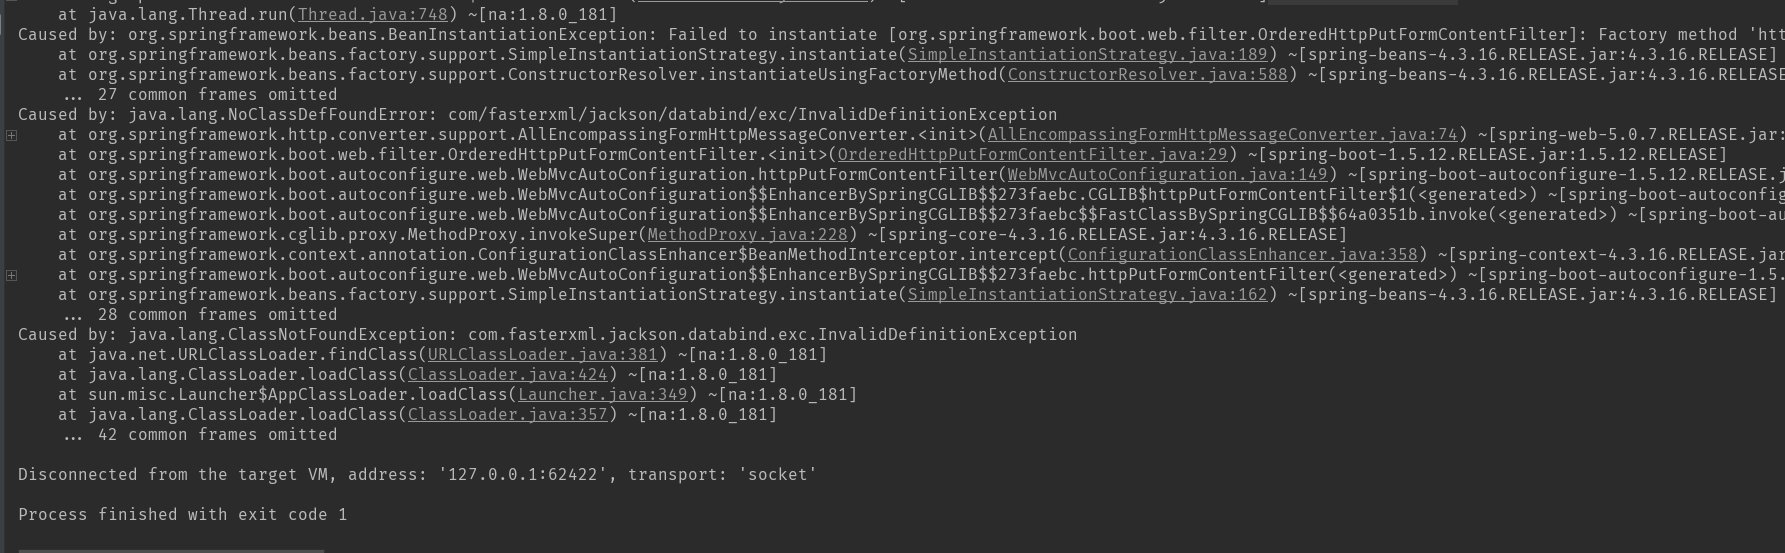 at java.lang.Thread.run(Thread.java:748) ~[na:1.8.0_181]
Caused by: org.springframework.beans.BeanInstantiationException: Failed to instantiate [org.springframework.boot.web.filter.OrderedHttpPutFormContentFilter]: Factory method 'htt
at org.springframework.beans.factory.support.SimpleInstantiationStrategy.instantiate(SimpleInstantiationStrategy.java:189) ~[spring-beans-4.3.16.RELEASE.jar:4.3.16.RELEASE]
at org.springframework.beans.factory.support.ConstructorResolver.instantiateUsingFactoryMethod(ConstructorResolver.java:588) ~[spring-beans-4.3.16.RELEASE.jar:4.3.16.RELEASE
... 27 common frames omitted
Caused by: java.lang.NoClassDefFoundError: com/fasterxml/jackson/databind/exc/InvalidDefinitionException
at org.springframework.http.converter.support.AllEncompassingFormHttpMessageConverter.<init>(AllEncompassingFormHttpMessageConverter.java:74) ~[spring-web-5.0.7.RELEASE.jar:
at org.springframework.boot.web.filter.OrderedHttpPutFormContentFilter.<init>(OrderedHttpPutFormContentFilter.java:29) ~[spring-boot-1.5.12.RELEASE.jar:1.5.12.RELEASE]
at org.springframework.boot.autoconfigure.web.WebMvcAutoConfiguration.httpPutFormContentFilter(WebMvcAutoConfiguration.java:149) ~[spring-boot-autoconfigure-1.5.12.RELEASE.j
at org.springframework.boot.autoconfigure.web.WebMvcAutoConfiguration$$EnhancerBySpringCGLIB$$273faebc.CGLIB$httpPutFormContentFilter$1(<generated>) ~[spring-boot-autoconfig
at org.springframework.boot.autoconfigure.web.WebMvcAutoConfiguration$$EnhancerBySpringCGLIB$$273faebc$$FastClassBySpringCGLIB$$64a0351b.invoke(<generated>) ~[spring-boot-au
at org.springframework.cglib.proxy.MethodProxy.invokeSuper(MethodProxy.java:228) ~[spring-core-4.3.16.RELEASE.jar:4.3.16.RELEASE]
at org.springframework.context.annotation.ConfigurationClassEnhancer$BeanMethodInterceptor.intercept(ConfigurationClassEnhancer.java:358) ~[spring-context-4.3.16.RELEASE.jar
at org.springframework.boot.autoconfigure.web.WebMvcAutoConfiguration$$EnhancerBySpringCGLIB$$273faebc.httpPutFormContentFilter(<generated>) ~[spring-boot-autoconfigure-1.5.
at org.springframework.beans.factory.support.SimpleInstantiationStrategy.instantiate(SimpleInstantiationStrategy.java:162) ~[spring-beans-4.3.16.RELEASE.jar:4.3.16.RELEASE]
... 28 common frames omitted
Caused by: java.lang.ClassNotFoundException: com.fasterxml.jackson.databind.exc.InvalidDefinitionException
at java.net.URLClassLoader.findClass(URLClassLoader.java:381) ~[na:1.8.0_181]
at java.lang.ClassLoader.loadClass(ClassLoader.java:424) ~[na:1.8.0_181]
at sun.misc.Launcher$AppClassLoader.loadClass(Launcher.java:349) ~[na:1.8.0_181]
at java.lang.ClassLoader.loadClass(ClassLoader.java:357) ~[na:1.8.0_181]
... 42 common frames omitted
Disconnected from the target VM, address: '127.0.0.1:62422', transport: 'socket'
Process finished with exit code 1